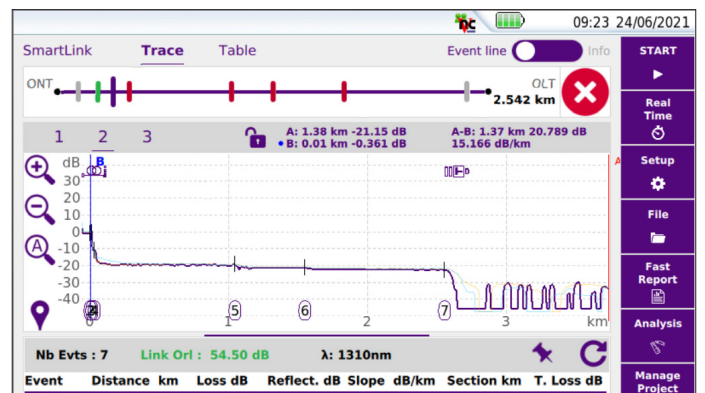 DC 09:23 24/06/2021
SmartLink Trace Table Event line Info START
ONT OLT
2.542 km
Real
Time
1 2 3 A: 1.38 km -21.15 dB A-B: 1.37 km 20.789 dB
B: 0.01 km -0.361 dB 15.166 dB/km
Setup
dB B A
30
20
10
0
-10
-20
-30
-40
A
File
Fast
Report
5 6 7
0 1 2 3 km
Analysis
Nb Evts : 7 Link Orl : 54.50 dB λ: 1310nm
Event Distance km Loss dB Reflect. dB Slope dB/km Section km T. Loss dB
Manage
Project